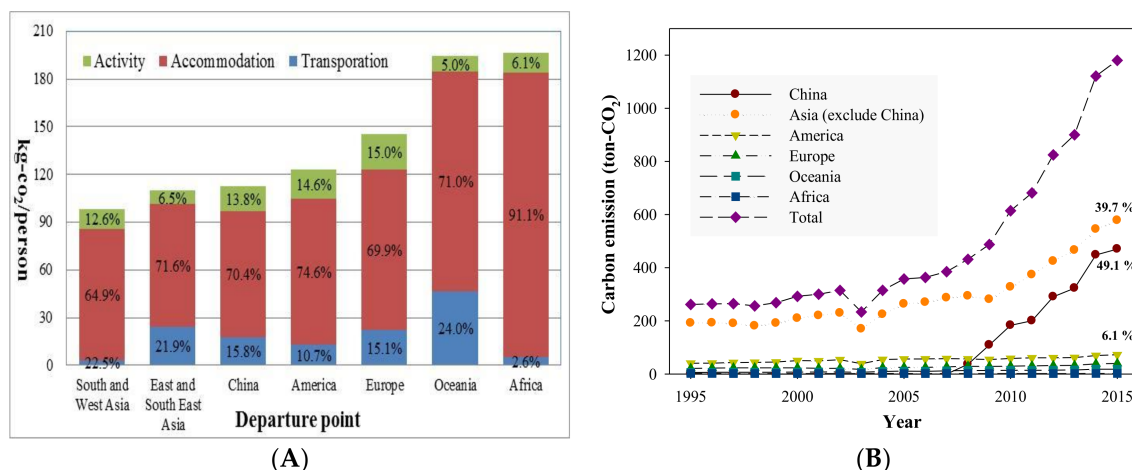 210
180
150
120
90
60
30
0
kg-co₂/person
Activity Accommodation Transporation
12.6%
64.9%
22.5%
6.5%
71.6%
21.9%
13.8%
70.4%
15.8%
14.6%
74.6%
10.7%
15.0%
69.9%
15.1%
5.0%
71.0%
24.0%
6.1%
91.1%
2.6%
South and
West Asia
East and
South East
Asia
China
America
Europe
Oceania
Africa
Departure point
(A)
Carbon emission (ton-CO₂)
1200
1000
800
600
400
200
0
China
Asia (exclude China)
America
Europe
Oceania
Africa
Total
39.7 %
49.1 %
6.1 %
1995
2000
2005
2010
2015
Year
(B)